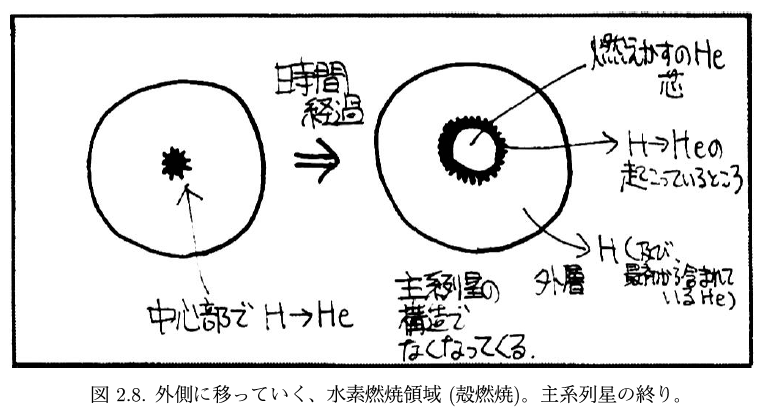 時間
経過
⇒
中心部で H→He
燃えかすのHe
芯
H→Heの
起こっているところ
H (及び、
最初から含まれて
いるHe)
外層
主系列星の
構造で
なくなってくる.
図 2.8. 外側に移っていく、水素燃焼領域 (殻燃焼)。主系列星の終り。